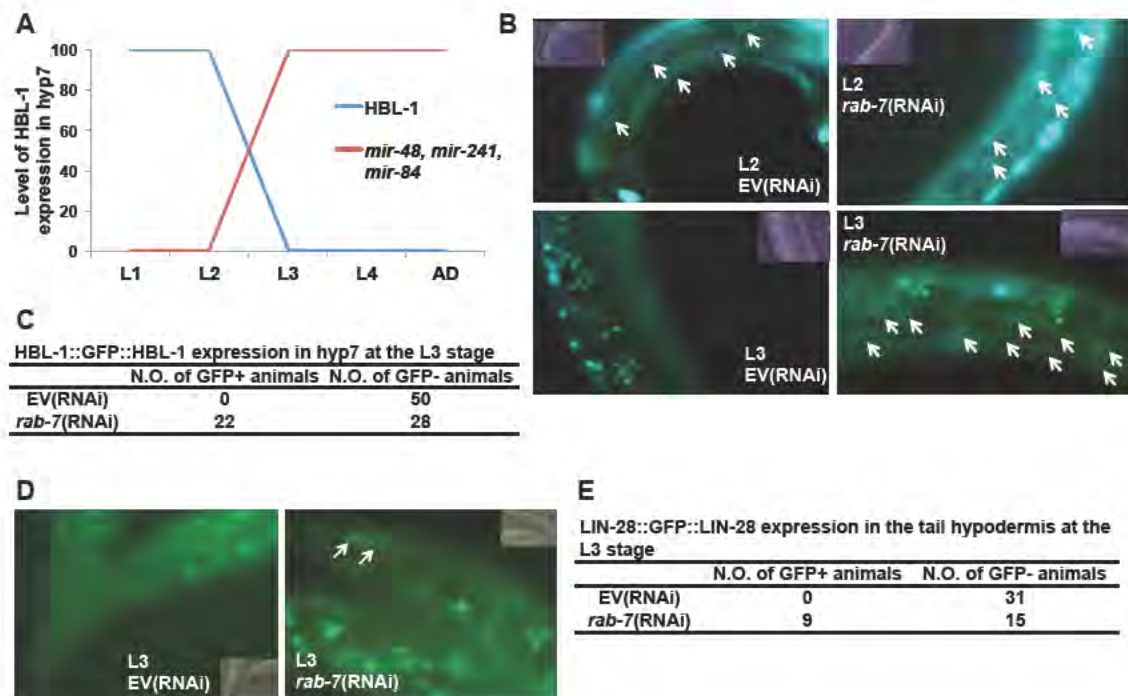 A
Level of HBL-1
expression in hyp7
100
80
60
40
20
0
L1
L2
L3
L4
AD
HBL-1
mir-48, mir-241,
mir-84
B
L2
EV(RNAi)
L2
rab-7(RNAi)
L3
EV(RNAi)
L3
rab-7(RNAi)
C
HBL-1::GFP::HBL-1 expression in hyp7 at the L3 stage
N.O. of GFP+ animals N.O. of GFP- animals
EV(RNAi) 0 50
rab-7(RNAi) 22 28
D
L3
EV(RNAi)
L3
rab-7(RNAi)
E
LIN-28::GFP::LIN-28 expression in the tail hypodermis at the
L3 stage
N.O. of GFP+ animals N.O. of GFP- animals
EV(RNAi) 0 31
rab-7(RNAi) 9 15